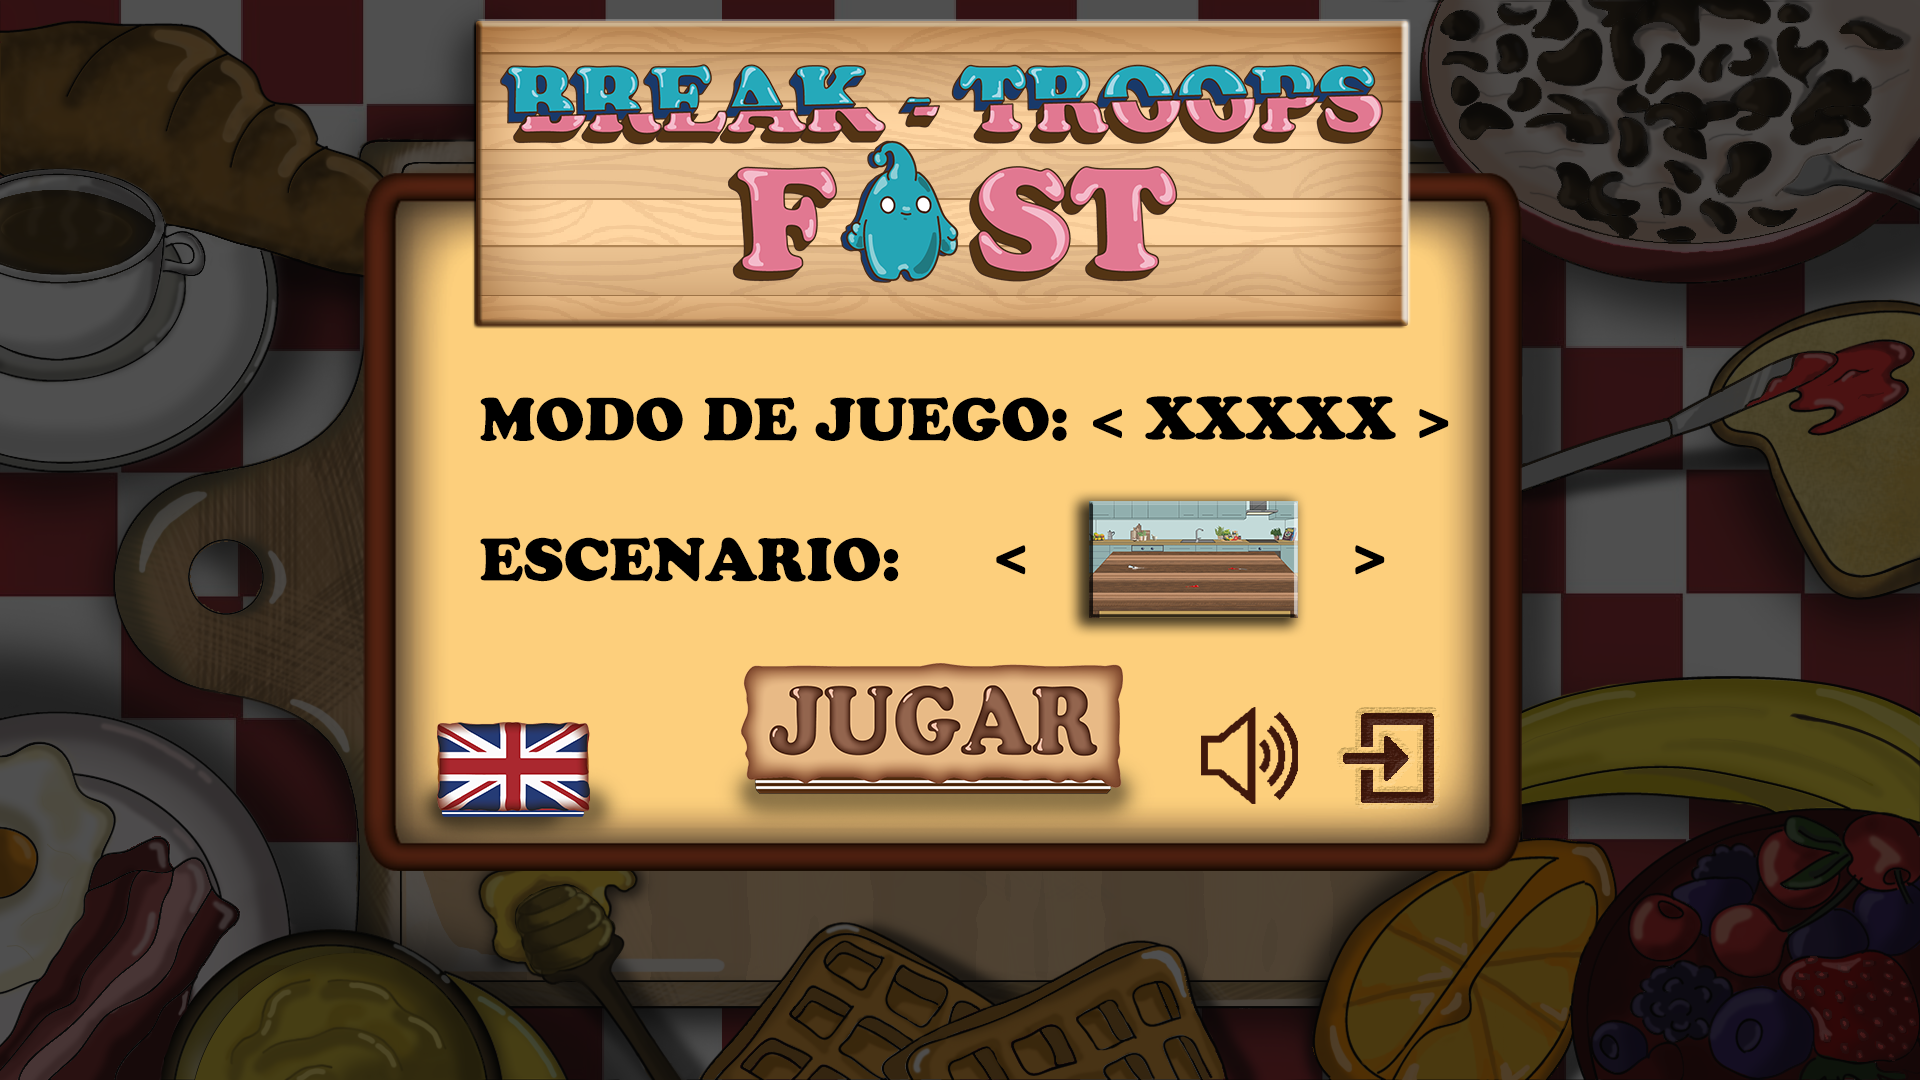 BREAK - TROOPS
FAST
MODO DE JUEGO: < XXXXX >
ESCENARIO: < >
JUGAR